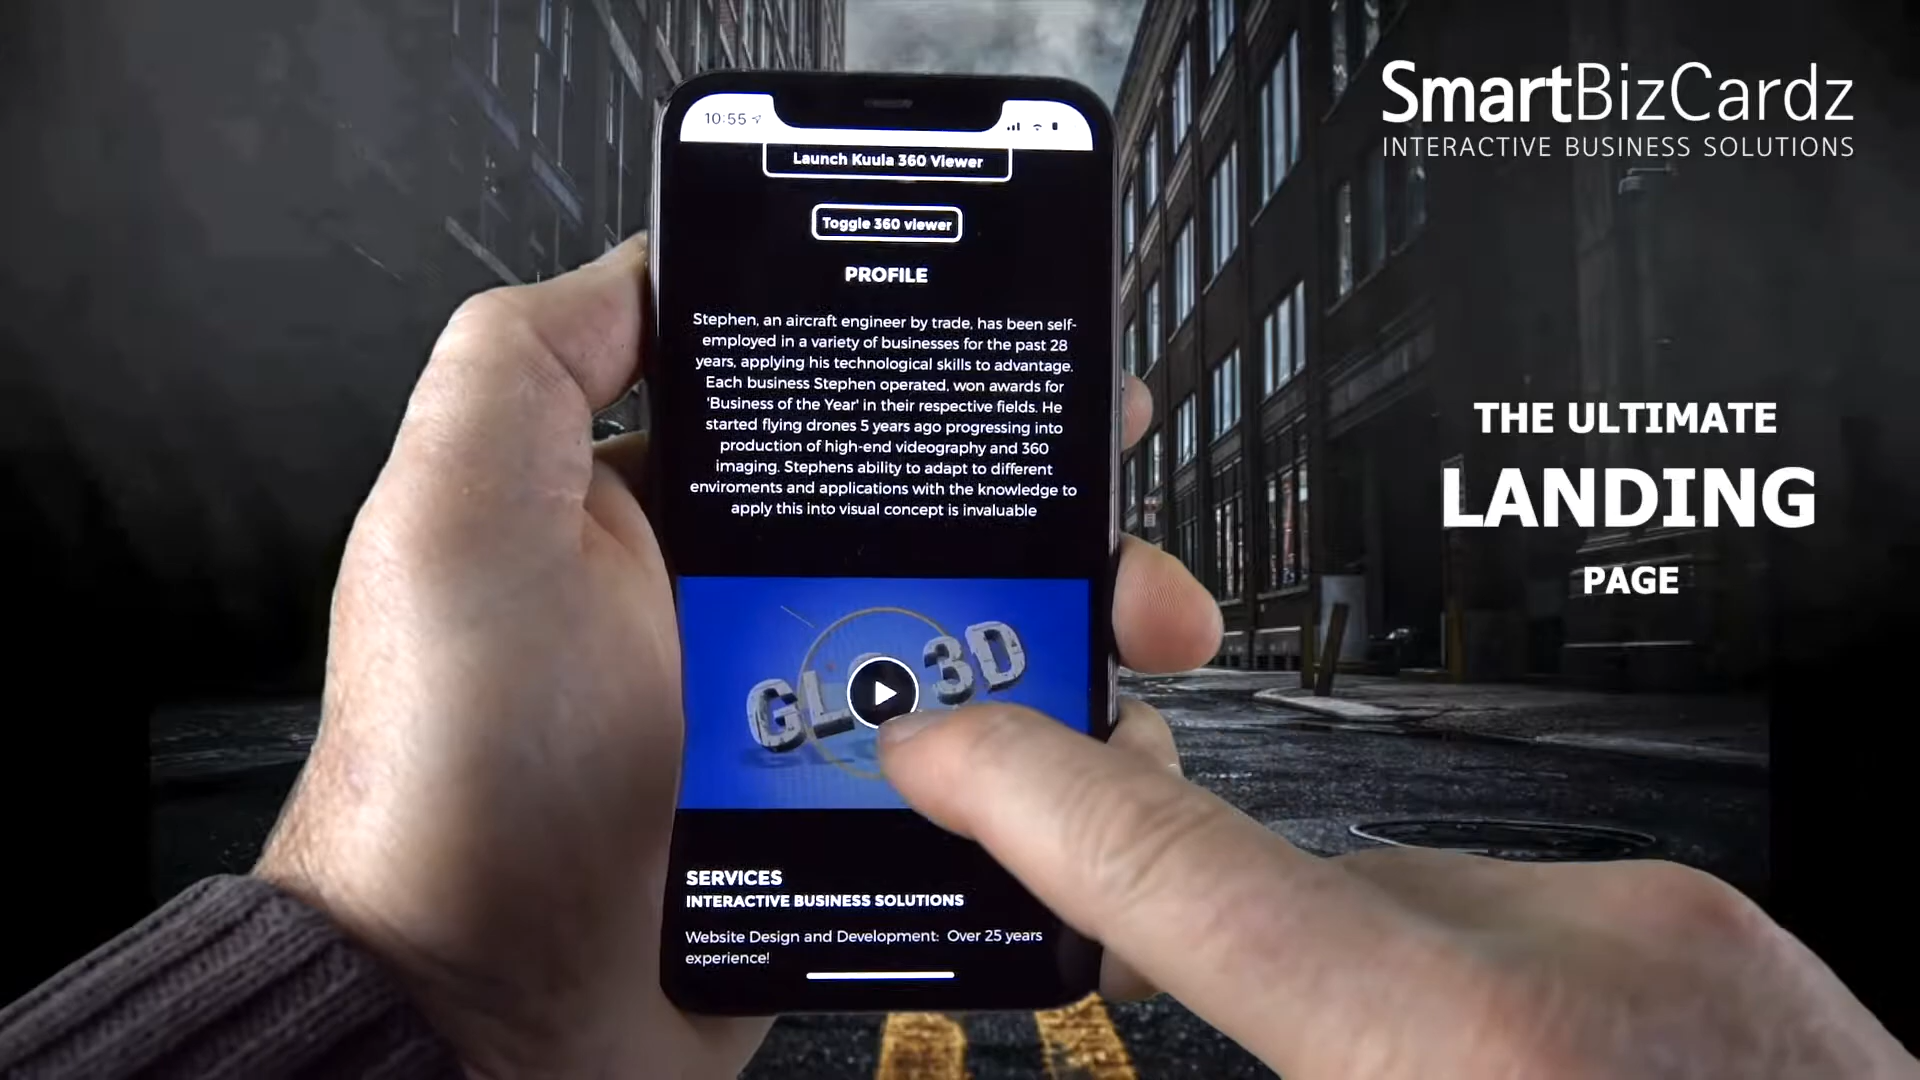 SmartBizCardz
INTERACTIVE BUSINESS SOLUTIONS
10:55
Launch Kuula 360 Viewer
Toggle 360 viewer
PROFILE
Stephen, an aircraft engineer by trade, has been self-
employed in a variety of businesses for the past 28
years, applying his technological skills to advantage.
Each business Stephen operated, won awards for
'Business of the Year' in their respective fields. He
started flying drones 5 years ago progressing into
production of high-end videography and 360
imaging. Stephens ability to adapt to different
enviroments and applications with the knowledge to
apply this into visual concept is invaluable
3D
SERVICES
INTERACTIVE BUSINESS SOLUTIONS
Website Design and Development: Over 25 years
experience!
THE ULTIMATE
LANDING
PAGE